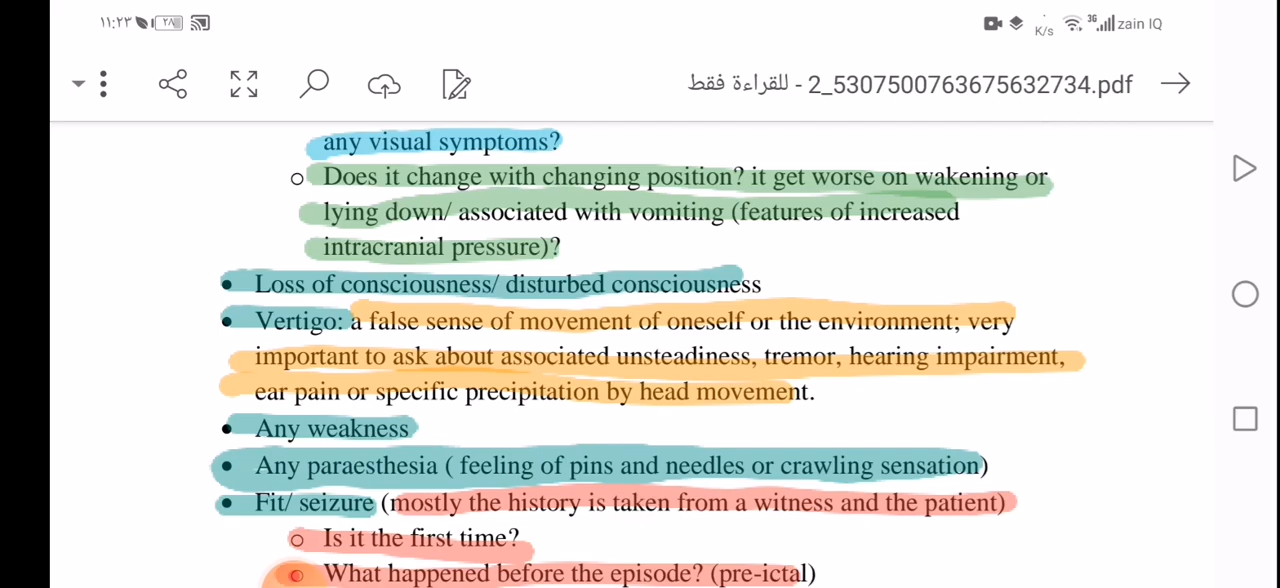 ١١:٢٣ ٢٨ K/s 3G zain IQ
2_5307500763675632734.pdf - للقراءة فقط
any visual symptoms?
o Does it change with changing position? it get worse on wakening or
lying down/ associated with vomiting (features of increased
intracranial pressure)?
• Loss of consciousness/ disturbed consciousness
• Vertigo: a false sense of movement of oneself or the environment; very
important to ask about associated unsteadiness, tremor, hearing impairment,
ear pain or specific precipitation by head movement.
• Any weakness
• Any paraesthesia ( feeling of pins and needles or crawling sensation)
• Fit/ seizure (mostly the history is taken from a witness and the patient)
o Is it the first time?
o What happened before the episode? (pre-ictal)